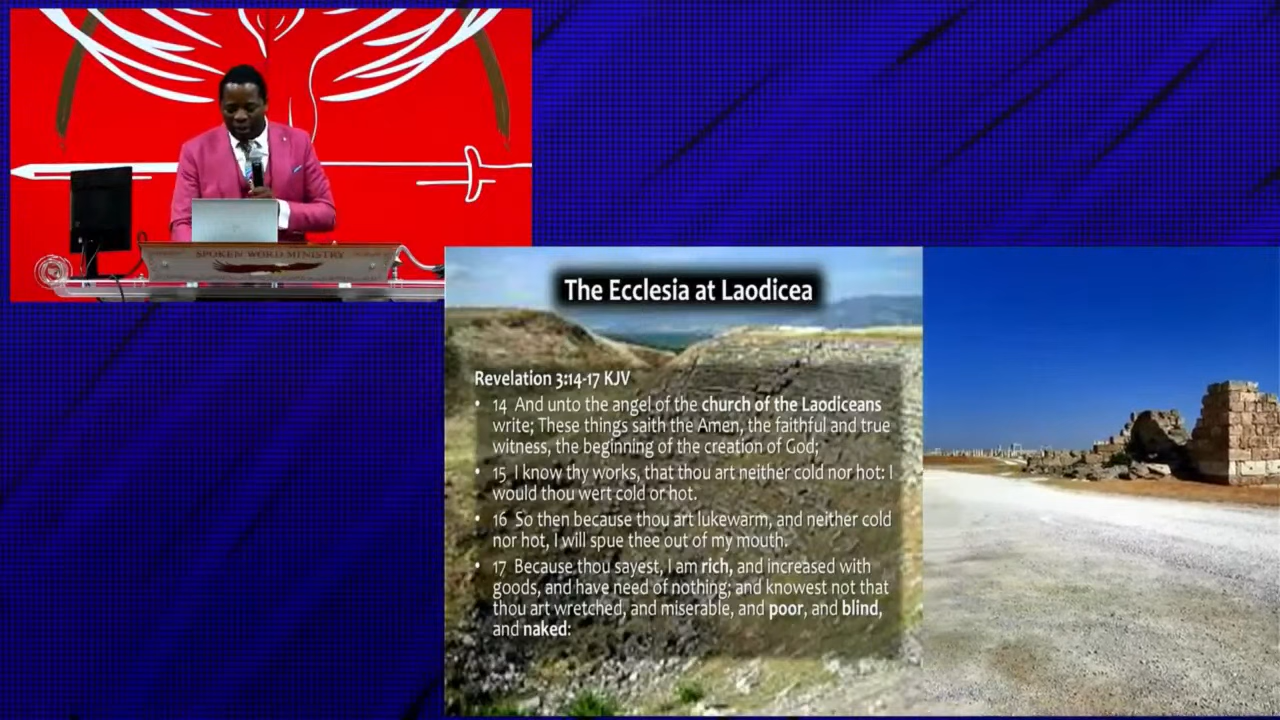 SPOKEN WORD MINISTRY
The Ecclesia at Laodicea
Revelation 3:14-17 KJV
• 14 And unto the angel of the church of the Laodiceans
write; These things saith the Amen, the faithful and true
witness, the beginning of the creation of God;
• 15 I know thy works, that thou art neither cold nor hot: I
would thou wert cold or hot.
• 16 So then because thou art lukewarm, and neither cold
nor hot, I will spue thee out of my mouth.
• 17 Because thou sayest, I am rich, and increased with
goods, and have need of nothing; and knowest not that
thou art wretched, and miserable, and poor, and blind,
and naked: